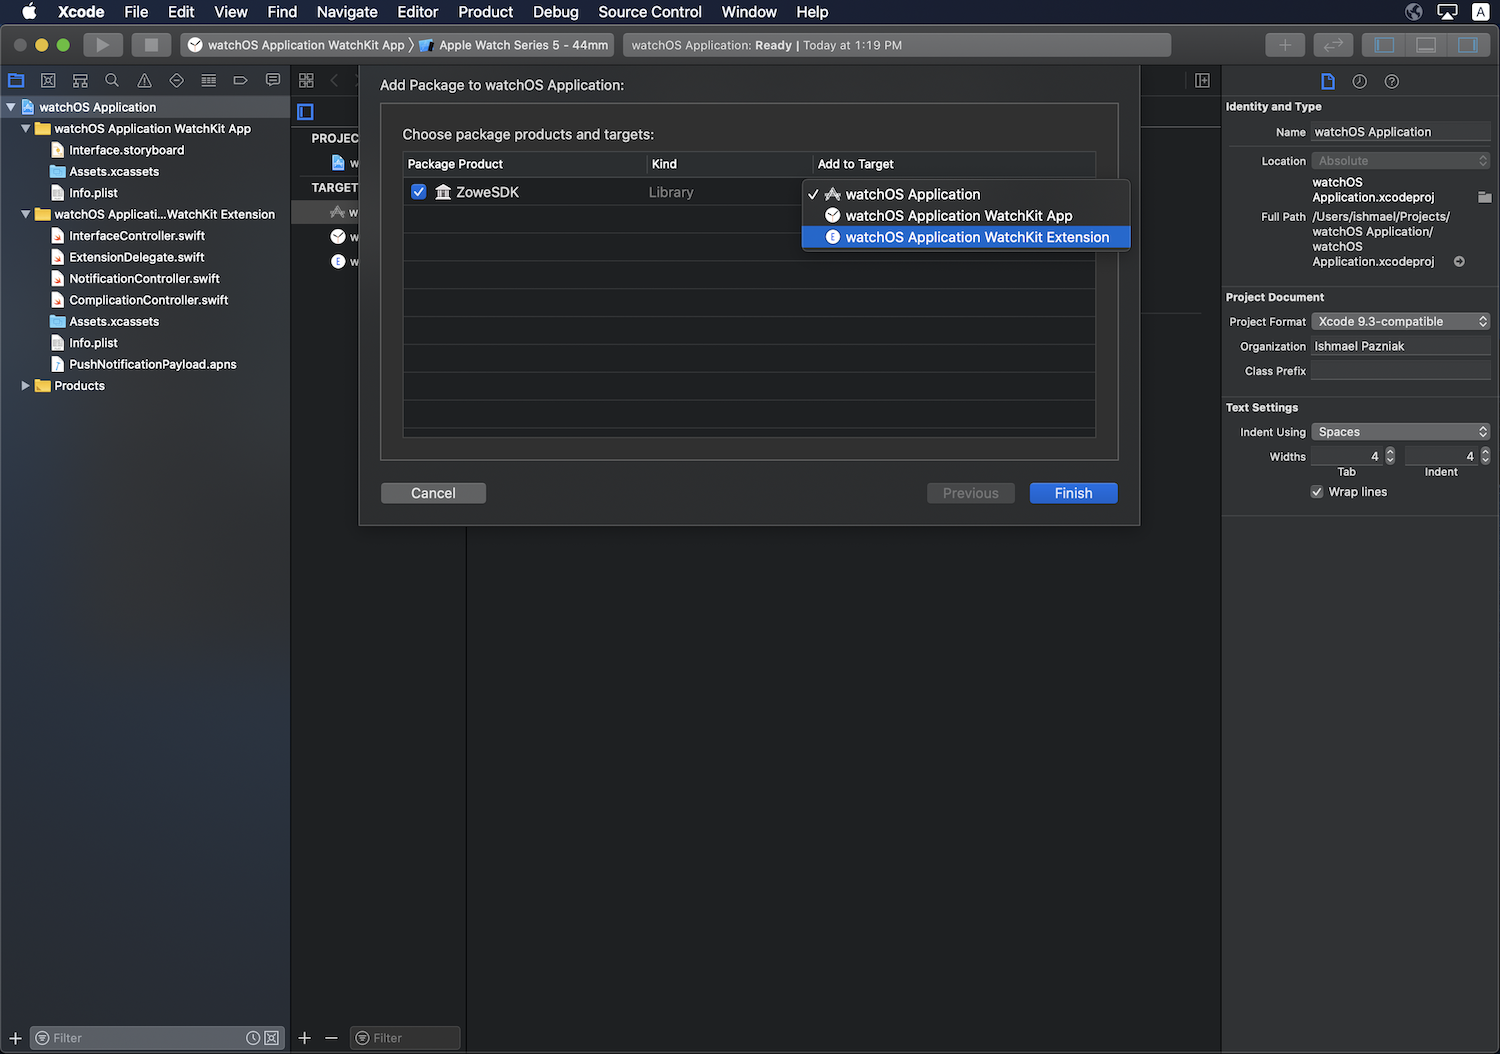 Xcode File Edit View Find Navigate Editor Product Debug Source Control Window Help A
watchOS Application WatchKit App Apple Watch Series 5 - 44mm
watchOS Application: Ready | Today at 1:19 PM
watchOS Application
watchOS Application WatchKit App
Interface.storyboard
Assets.xcassets
Info.plist
watchOS Applicati...WatchKit Extension
InterfaceController.swift
ExtensionDelegate.swift
NotificationController.swift
ComplicationController.swift
Assets.xcassets
Info.plist
PushNotificationPayload.apns
Products
Filter
PROJEC
w
TARGET
w
w
E w
Filter
Add Package to watchOS Application:
Choose package products and targets:
Package Product Kind Add to Target
ZoweSDK Library
watchOS Application
watchOS Application WatchKit App
E watchOS Application WatchKit Extension
Cancel Previous Finish
Identity and Type
Name watchOS Application
Location Absolute
watchOS
Application.xcodeproj
Full Path /Users/ishmael/Projects/
watchOS Application/
watchOS
Application.xcodeproj
Project Document
Project Format Xcode 9.3-compatible
Organization Ishmael Pazniak
Class Prefix
Text Settings
Indent Using Spaces
Widths 4 4
Tab Indent
Wrap lines